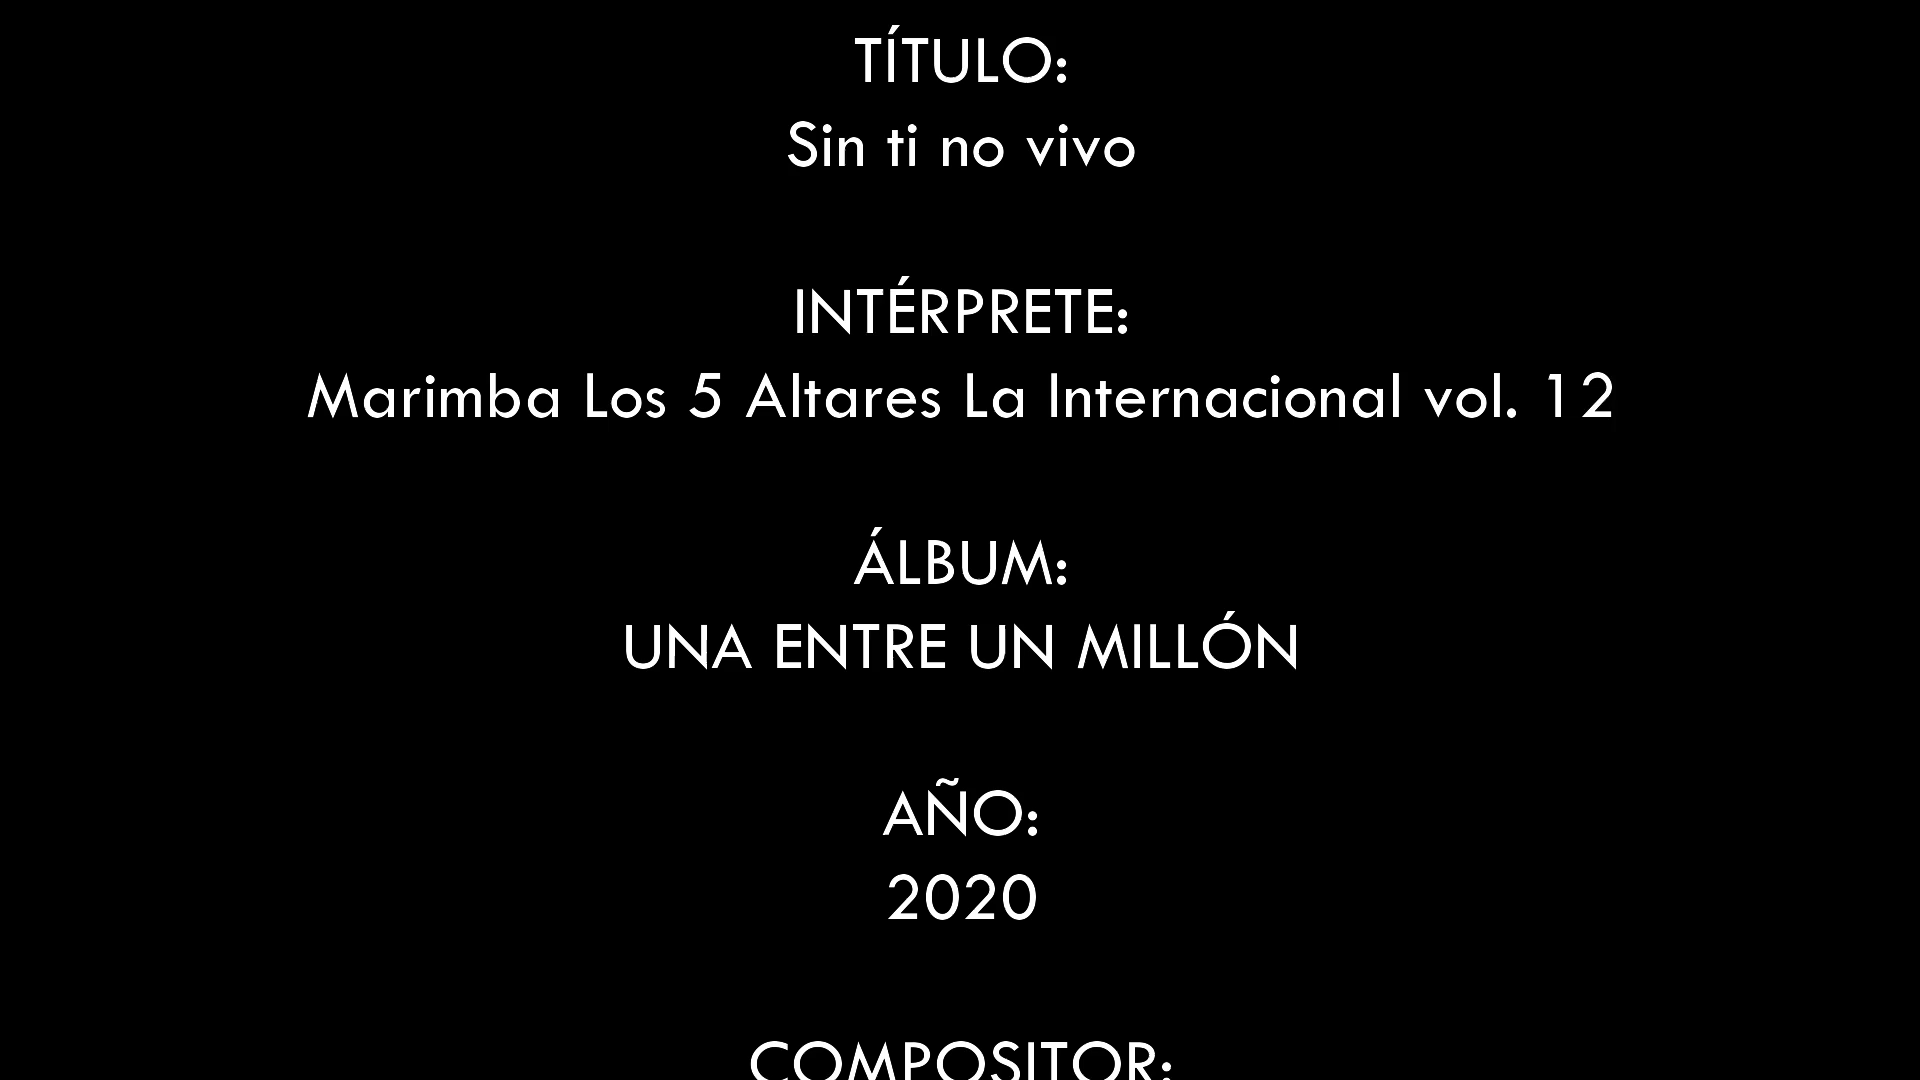 TÍTULO:
Sin ti no vivo
INTÉRPRETE:
Marimba Los 5 Altares La Internacional vol. 12
ÁLBUM:
UNA ENTRE UN MILLÓN
AÑO:
2020
COMPOSITOR: